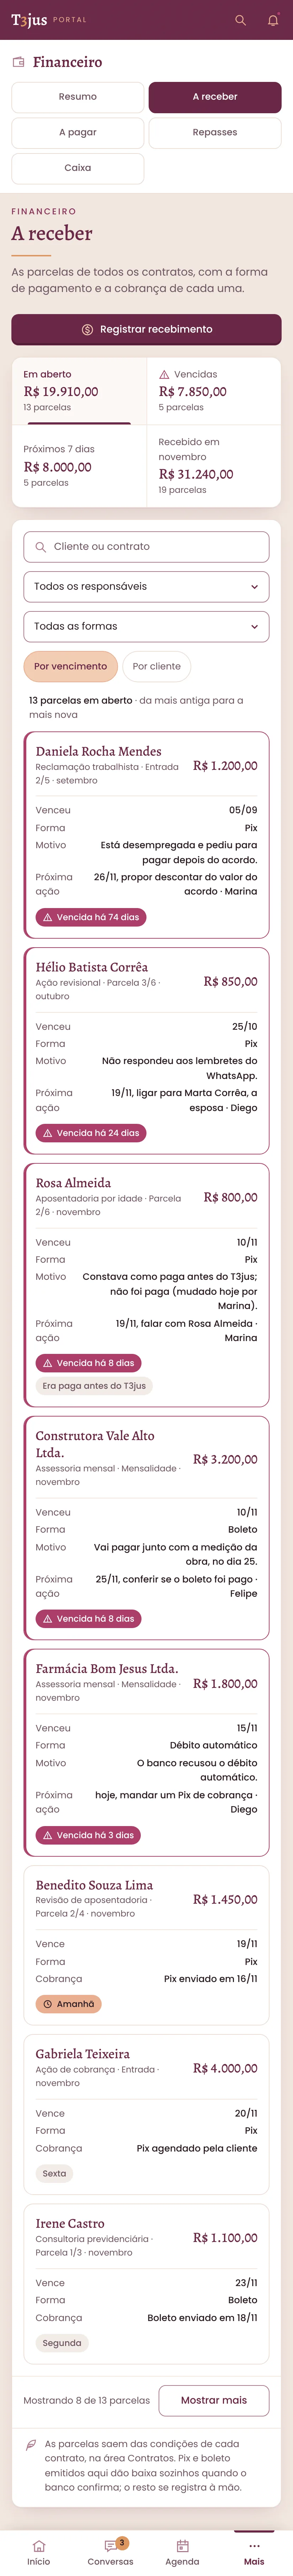 T3jus PORTAL
Financeiro
Resumo
A receber
A pagar
Repasses
Caixa
FINANCEIRO
A receber
As parcelas de todos os contratos, com a forma
de pagamento e a cobrança de cada uma.
Registrar recebimento
Em aberto
R$ 19.910,00
13 parcelas
Vencidas
R$ 7.850,00
5 parcelas
Próximos 7 dias
R$ 8.000,00
5 parcelas
Recebido em
novembro
R$ 31.240,00
19 parcelas
Cliente ou contrato
Todos os responsáveis
Todas as formas
Por vencimento
Por cliente
13 parcelas em aberto · da mais antiga para a
mais nova
Daniela Rocha Mendes
Reclamação trabalhista · Entrada
2/5 · setembro
R$ 1.200,00
Venceu 05/09
Forma Pix
Motivo Está desempregada e pediu para
pagar depois do acordo.
Próxima ação 26/11, propor descontar do valor do
acordo · Marina
Vencida há 74 dias
Hélio Batista Corrêa
Ação revisional · Parcela 3/6 ·
outubro
R$ 850,00
Venceu 25/10
Forma Pix
Motivo Não respondeu aos lembretes do
WhatsApp.
Próxima ação 19/11, ligar para Marta Corrêa, a
esposa · Diego
Vencida há 24 dias
Rosa Almeida
Aposentadoria por idade · Parcela
2/6 · novembro
R$ 800,00
Venceu 10/11
Forma Pix
Motivo Constava como paga antes do T3jus;
não foi paga (mudado hoje por
Marina).
Próxima ação 19/11, falar com Rosa Almeida ·
Marina
Vencida há 8 dias
Era paga antes do T3jus
Construtora Vale Alto
Ltda.
Assessoria mensal · Mensalidade ·
novembro
R$ 3.200,00
Venceu 10/11
Forma Boleto
Motivo Vai pagar junto com a medição da
obra, no dia 25.
Próxima ação 25/11, conferir se o boleto foi pago ·
Felipe
Vencida há 8 dias
Farmácia Bom Jesus Ltda.
Assessoria mensal · Mensalidade ·
novembro
R$ 1.800,00
Venceu 15/11
Forma Débito automático
Motivo O banco recusou o débito
automático.
Próxima ação hoje, mandar um Pix de cobrança ·
Diego
Vencida há 3 dias
Benedito Souza Lima
Revisão de aposentadoria ·
Parcela 2/4 · novembro
R$ 1.450,00
Vence 19/11
Forma Pix
Cobrança Pix enviado em 16/11
Amanhã
Gabriela Teixeira
Ação de cobrança · Entrada ·
novembro
R$ 4.000,00
Vence 20/11
Forma Pix
Cobrança Pix agendado pela cliente
Sexta
Irene Castro
Consultoria previdenciária ·
Parcela 1/3 · novembro
R$ 1.100,00
Vence 23/11
Forma Boleto
Cobrança Boleto enviado em 18/11
Segunda
Mostrando 8 de 13 parcelas
Mostrar mais
As parcelas saem das condições de cada
contrato, na área Contratos. Pix e boleto
emitidos aqui dão baixa sozinhos quando o
banco confirma; o resto se registra à mão.
Início
3
Conversas
Agenda
Mais